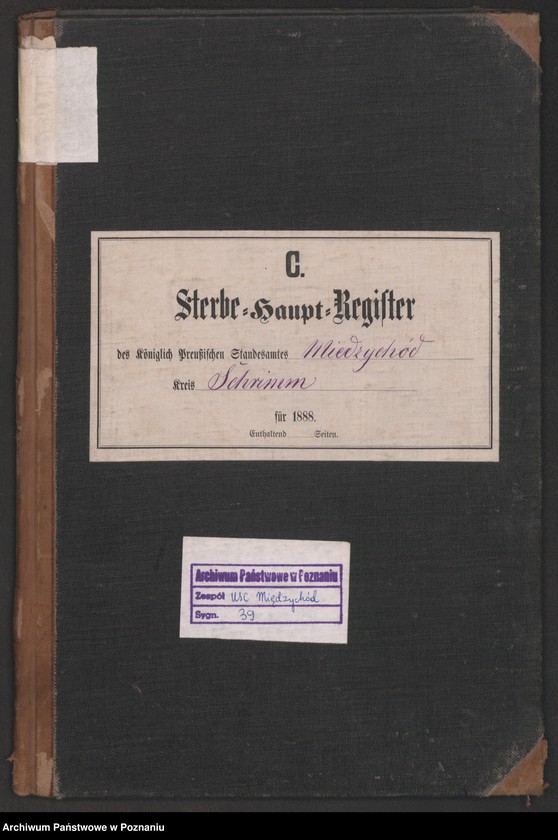 C.
Sterbe-Haupt-Register
des Königlich Preußischen Standesamtes Miedzychód
Kreis Schrimm
für 1888.
Enthaltend Seiten.
Archiwum Państwowe w Poznaniu
Zespół USC Międzychód
Sygn. 39
Archiwum Państwowe w Poznaniu